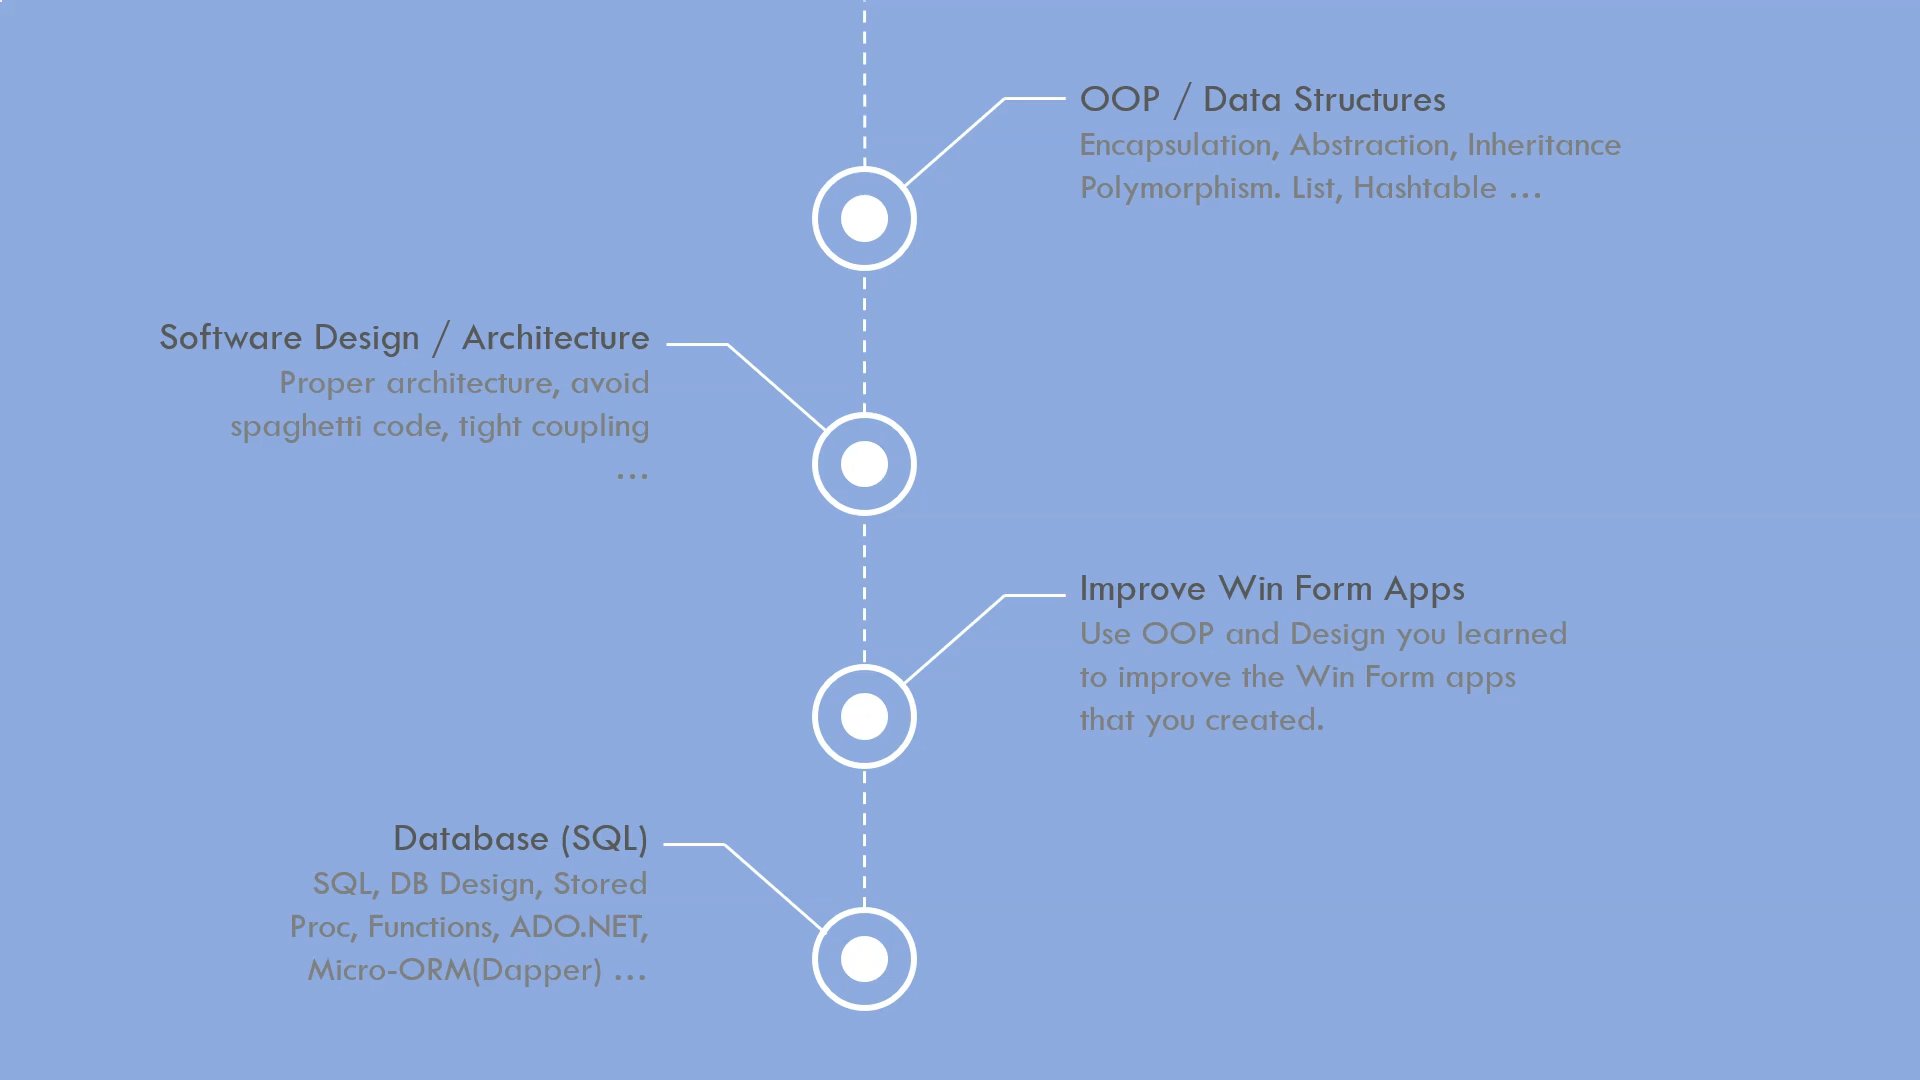 OOP / Data Structures
Encapsulation, Abstraction, Inheritance
Polymorphism. List, Hashtable ...
Software Design / Architecture
Proper architecture, avoid
spaghetti code, tight coupling
...
Improve Win Form Apps
Use OOP and Design you learned
to improve the Win Form apps
that you created.
Database (SQL)
SQL, DB Design, Stored
Proc, Functions, ADO.NET,
Micro-ORM(Dapper) ...